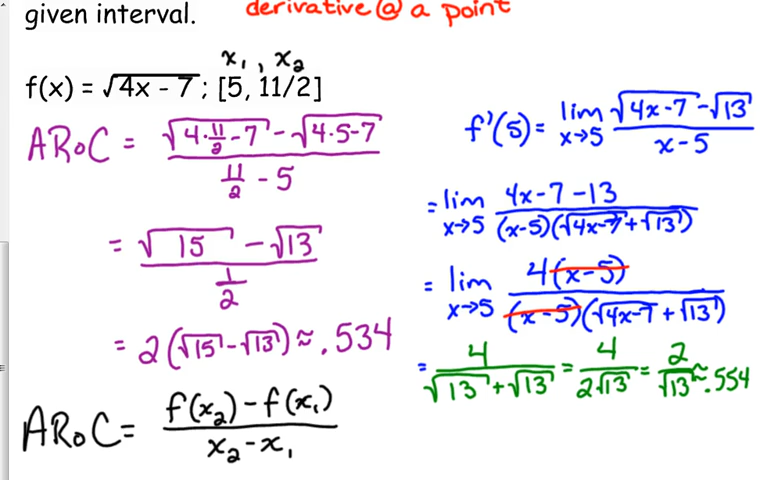 given interval.
derivative @ a point
x₁, x₂
f(x) = √(4x - 7) ; [5, 11/2]
ARoC = (√(4·11/2 - 7) - √(4·5-7)) / (11/2 - 5)
= (√15 - √13) / (1/2)
= 2(√15 - √13) ≈ .534
ARoC = (f(x₂) - f(x₁)) / (x₂ - x₁)
f'(5) = lim x→5 (√(4x-7) - √13) / (x - 5)
= lim x→5 (4x - 7 - 13) / ((x-5)(√(4x-7) + √13))
= lim x→5 4(x-5) / ((x-5)(√(4x-7) + √13))
= 4 / (√13 + √13) = 4 / (2√13) = 2 / √13 ≈ .554